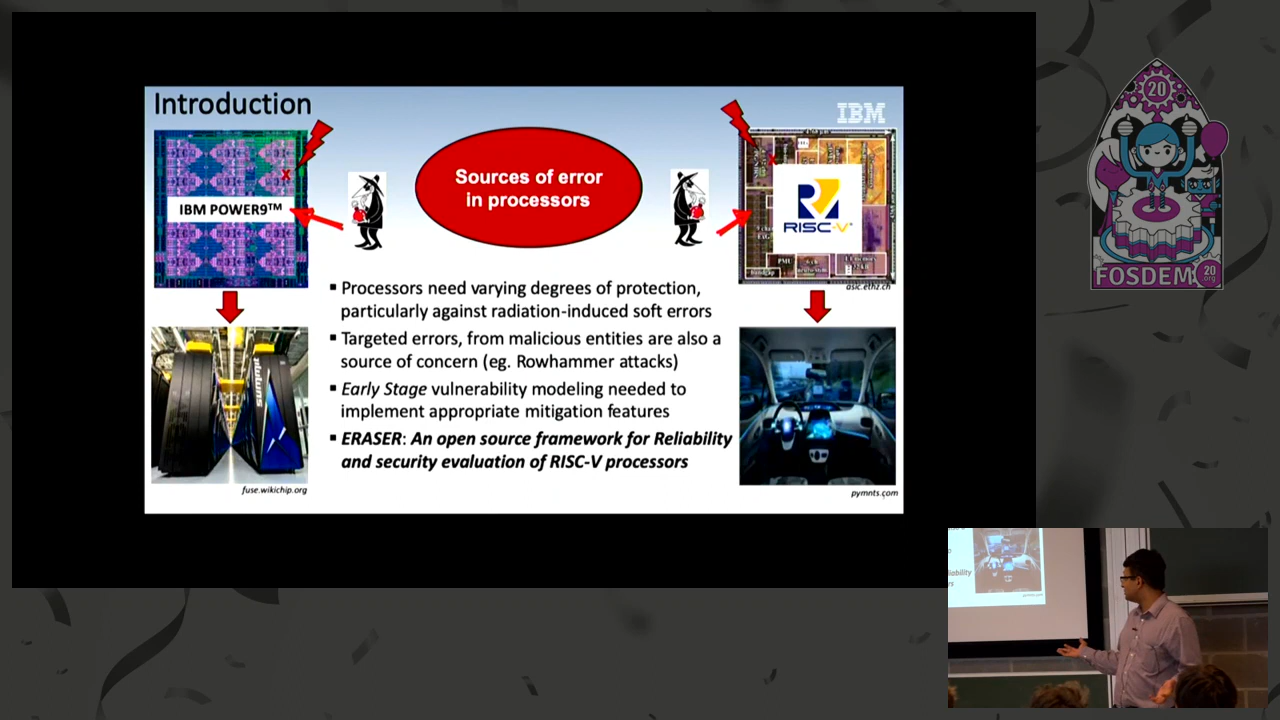 Introduction
IBM
Sources of error
in processors
IBM POWER9™
RISC-V
PMU
asic.ethz.ch
▪ Processors need varying degrees of protection,
particularly against radiation-induced soft errors
▪ Targeted errors, from malicious entities are also a
source of concern (eg. Rowhammer attacks)
▪ Early Stage vulnerability modeling needed to
implement appropriate mitigation features
▪ ERASER: An open source framework for Reliability
and security evaluation of RISC-V processors
SUMMIT
fuse.wikichip.org
pymnts.com
20
FOSDEM
20
.org